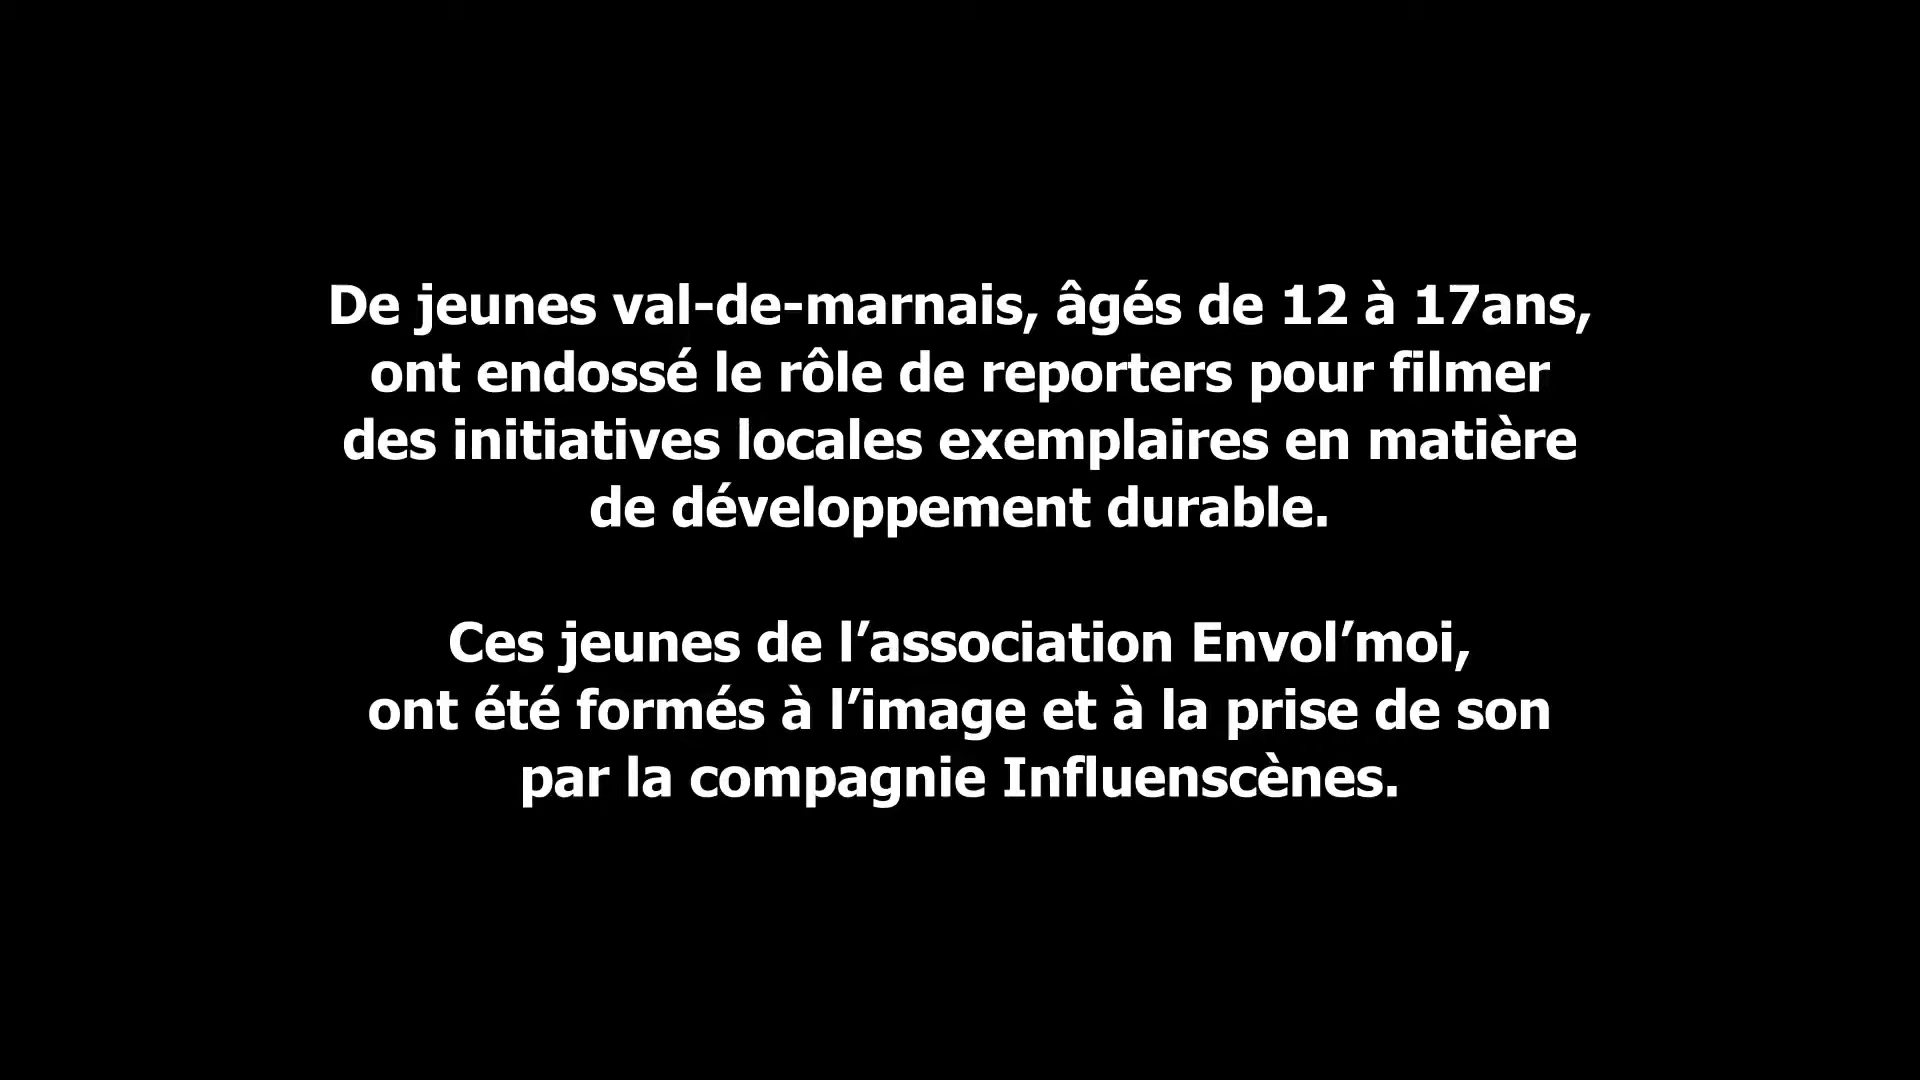 De jeunes val-de-marnais, âgés de 12 à 17ans,
ont endossé le rôle de reporters pour filmer
des initiatives locales exemplaires en matière
de développement durable.
Ces jeunes de l’association Envol’moi,
ont été formés à l’image et à la prise de son
par la compagnie Influenscènes.